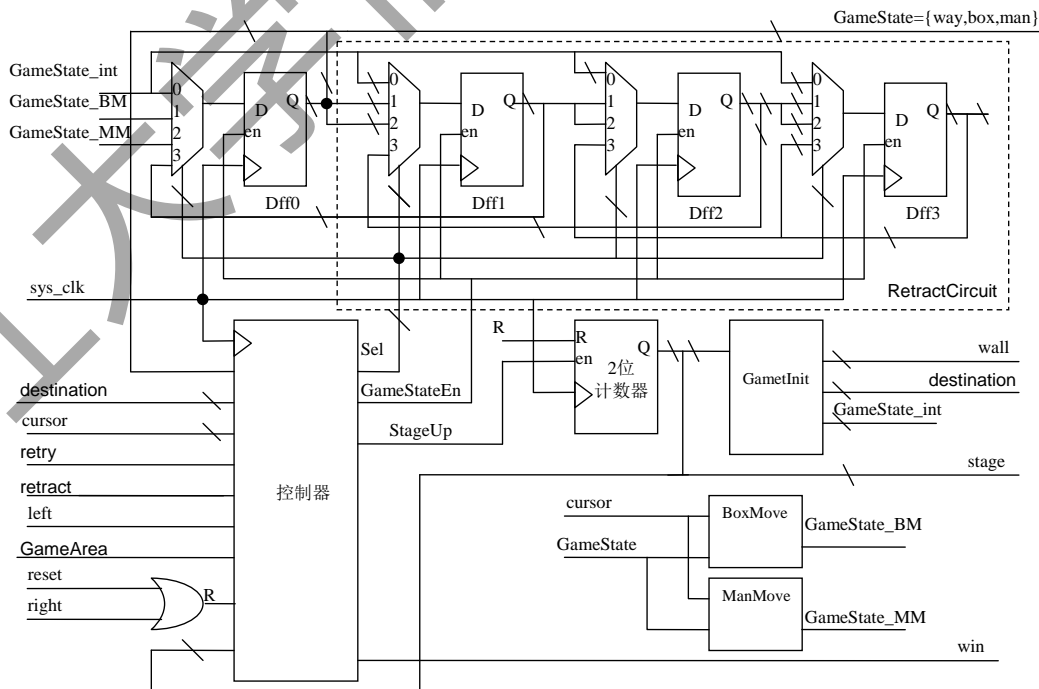 GameState={way,box,man}
GameState_int
GameState_BM
GameState_MM
0
1
2
3
D
Q
en
Dff0
0
1
2
3
D
Q
en
Dff1
0
1
2
3
D
Q
en
Dff2
0
1
2
3
D
Q
en
Dff3
RetractCircuit
sys_clk
destination
cursor
retry
retract
left
GameArea
reset
right
R
控制器
Sel
GameStateEn
StageUp
win
R
R
en
Q
2位
计数器
GametInit
wall
destination
GameState_int
stage
cursor
GameState
BoxMove
GameState_BM
ManMove
GameState_MM
工大学